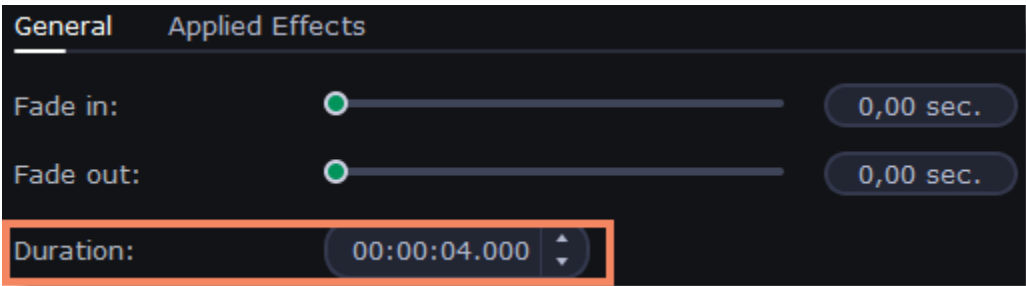 General Applied Effects
Fade in: 0,00 sec.
Fade out: 0,00 sec.
Duration: 00:00:04.000